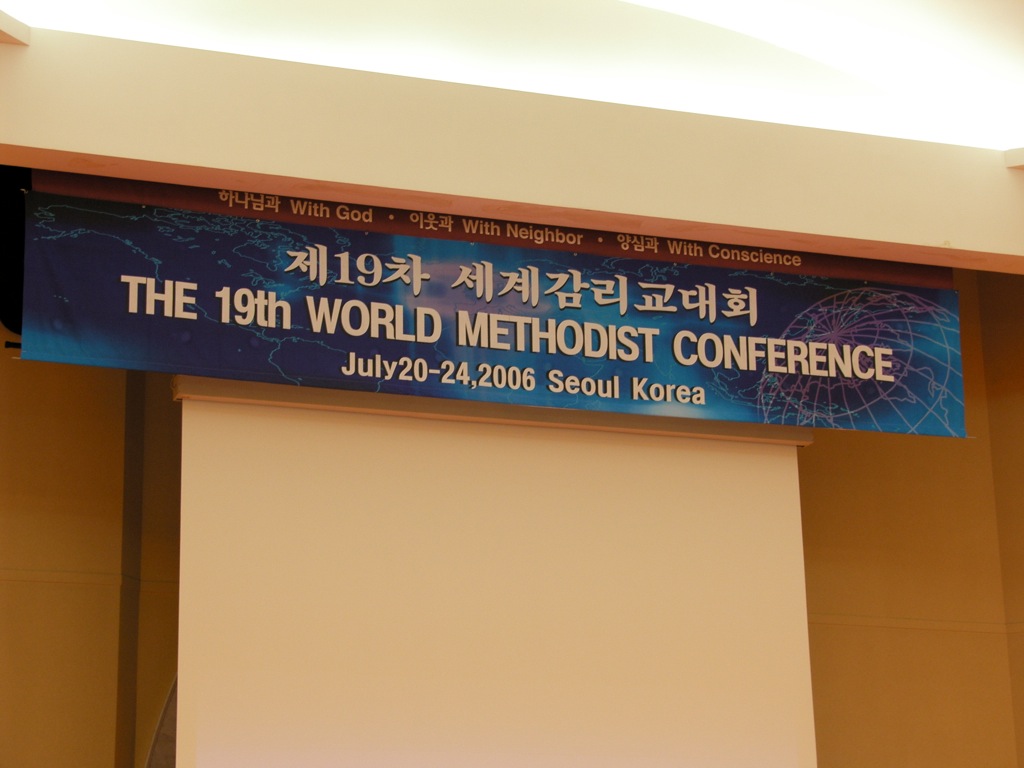 하나님과 With God • 이웃과 With Neighbor • 양심과 With Conscience
제19차 세계감리교대회
THE 19th WORLD METHODIST CONFERENCE
July20-24,2006 Seoul Korea